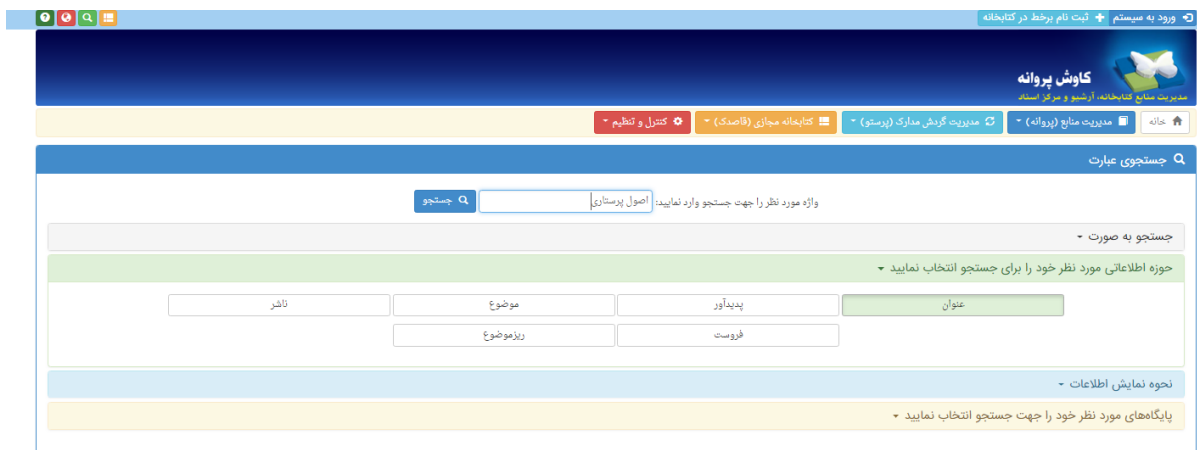 ورود به سیستم ثبت نام برخط در کتابخانه
کاوش پروانه
مدیریت منابع کتابخانه، آرشیو و مرکز اسناد
خانه مدیریت منابع (پروانه) مدیریت گردش مدارک (پرستو) کتابخانه مجازی (قاصدک) کنترل و تنظیم
جستجوی عبارت
واژه مورد نظر را جهت جستجو وارد نمایید: اصول پرستاری جستجو
جستجو به صورت
حوزه اطلاعاتی مورد نظر خود را برای جستجو انتخاب نمایید
عنوان پدیدآور موضوع ناشر
فروست ریزموضوع
نحوه نمایش اطلاعات
پایگاه‌های مورد نظر خود را جهت جستجو انتخاب نمایید